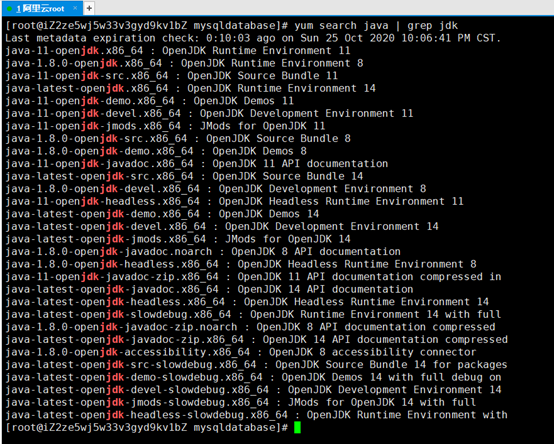 1 阿里云root × +
[root@iZ2ze5wj5w33v3gyd9kv1bZ mysqldatabase]# yum search java | grep jdk
Last metadata expiration check: 0:10:03 ago on Sun 25 Oct 2020 10:06:41 PM CST.
java-11-openjdk.x86_64 : OpenJDK Runtime Environment 11
java-1.8.0-openjdk.x86_64 : OpenJDK Runtime Environment 8
java-11-openjdk-src.x86_64 : OpenJDK Source Bundle 11
java-latest-openjdk.x86_64 : OpenJDK Runtime Environment 14
java-11-openjdk-demo.x86_64 : OpenJDK Demos 11
java-11-openjdk-devel.x86_64 : OpenJDK Development Environment 11
java-11-openjdk-jmods.x86_64 : JMods for OpenJDK 11
java-1.8.0-openjdk-src.x86_64 : OpenJDK Source Bundle 8
java-1.8.0-openjdk-demo.x86_64 : OpenJDK Demos 8
java-11-openjdk-javadoc.x86_64 : OpenJDK 11 API documentation
java-latest-openjdk-src.x86_64 : OpenJDK Source Bundle 14
java-1.8.0-openjdk-devel.x86_64 : OpenJDK Development Environment 8
java-11-openjdk-headless.x86_64 : OpenJDK Headless Runtime Environment 11
java-latest-openjdk-demo.x86_64 : OpenJDK Demos 14
java-latest-openjdk-devel.x86_64 : OpenJDK Development Environment 14
java-latest-openjdk-jmods.x86_64 : JMods for OpenJDK 14
java-1.8.0-openjdk-javadoc.noarch : OpenJDK 8 API documentation
java-1.8.0-openjdk-headless.x86_64 : OpenJDK Headless Runtime Environment 8
java-11-openjdk-javadoc-zip.x86_64 : OpenJDK 11 API documentation compressed in
java-latest-openjdk-javadoc.x86_64 : OpenJDK 14 API documentation
java-latest-openjdk-headless.x86_64 : OpenJDK Headless Runtime Environment 14
java-latest-openjdk-slowdebug.x86_64 : OpenJDK Runtime Environment 14 with full
java-1.8.0-openjdk-javadoc-zip.noarch : OpenJDK 8 API documentation compressed
java-latest-openjdk-javadoc-zip.x86_64 : OpenJDK 14 API documentation compressed
java-1.8.0-openjdk-accessibility.x86_64 : OpenJDK 8 accessibility connector
java-latest-openjdk-src-slowdebug.x86_64 : OpenJDK Source Bundle 14 for packages
java-latest-openjdk-demo-slowdebug.x86_64 : OpenJDK Demos 14 with full debug on
java-latest-openjdk-devel-slowdebug.x86_64 : OpenJDK Development Environment 14
java-latest-openjdk-jmods-slowdebug.x86_64 : JMods for OpenJDK 14 with full
java-latest-openjdk-headless-slowdebug.x86_64 : OpenJDK Runtime Environment with
[root@iZ2ze5wj5w33v3gyd9kv1bZ mysqldatabase]#